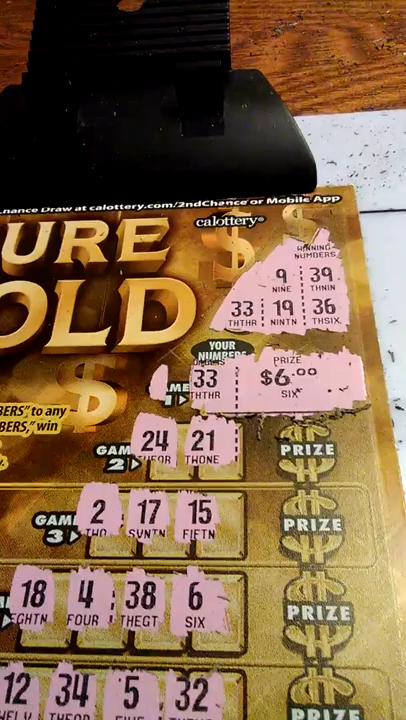 Draw at calottery.com/2ndChance or Mobile App
calottery®
URE
OLD
WINNING
NUMBERS
9 39
NINE THNIN
33 19 36
THTHR NINTN THSIX
YOUR
NUMBERS
PRIZE
33 $6.00
THTHR SIX
1
BERS" to any
BERS," win
24 21
THONE
GAME
2
PRIZE
2 17 15
TWO SVNTN FIFTN
GAME
3
PRIZE
18 4 38 6
EGHTN FOUR THEGT SIX
PRIZE
12 34 5 32
PRIZE